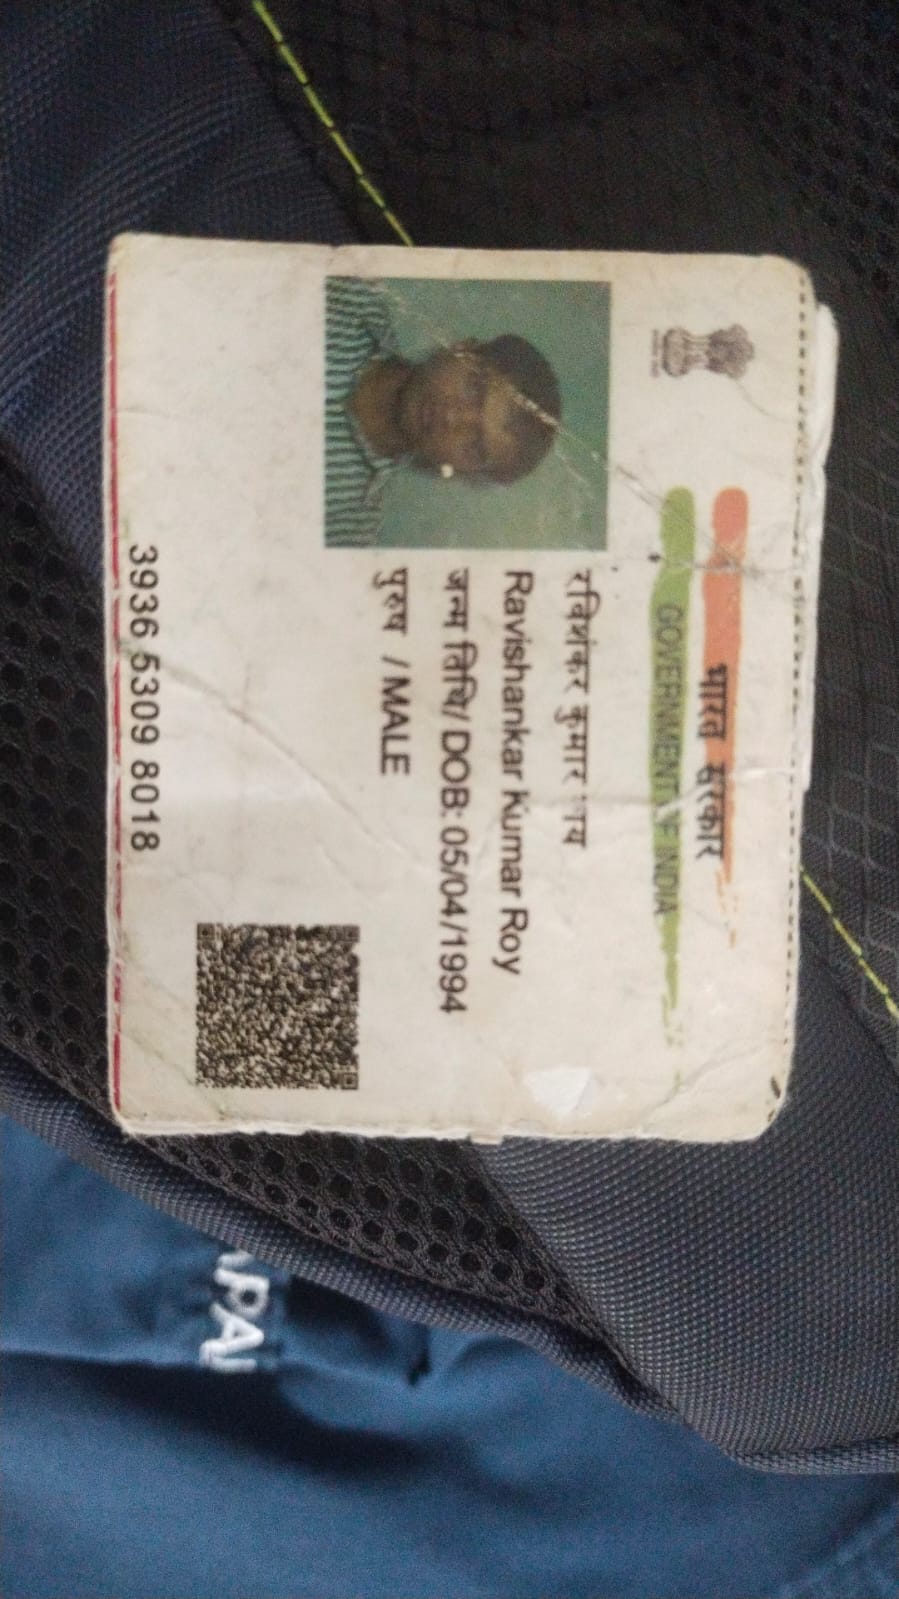 भारत सरकार
GOVERNMENT OF INDIA
रविशंकर कुमार
Ravishankar Kumar Roy
जन्म तिथि/ DOB: 05/04/1994
पुरुष / MALE
3936 5309 8018